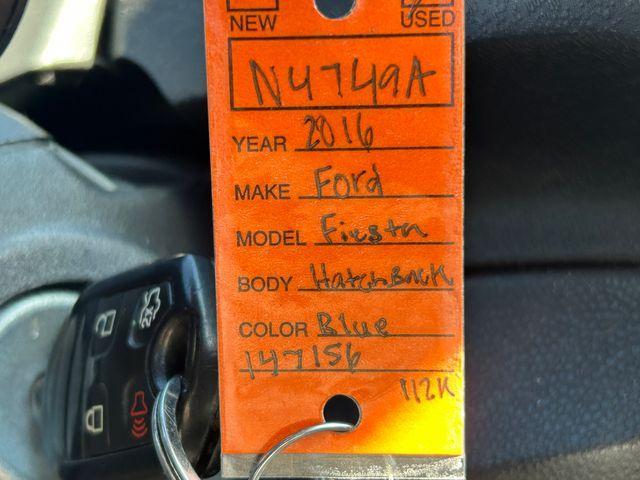 NEW USED
N4749A
YEAR 2016
MAKE Ford
MODEL Fiesta
BODY HatchBack
COLOR Blue
147156
112K